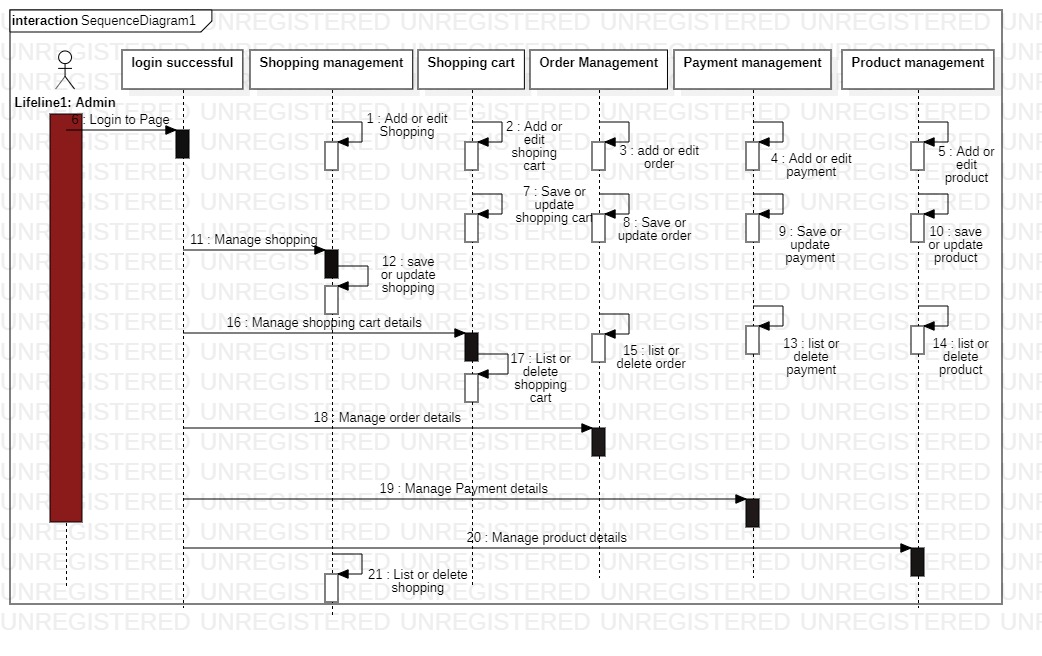 interaction SequenceDiagram1
login successful
Shopping management
Shopping cart
Order Management
Payment management
Product management
Lifeline1: Admin
6 : Login to Page
1 : Add or edit
Shopping
2 : Add or
edit
shoping
cart
3 : add or edit
order
4 : Add or edit
payment
5 : Add or
edit
product
7 : Save or
update
shopping cart
8 : Save or
update order
9 : Save or
update
payment
10 : save
or update
product
11 : Manage shopping
12 : save
or update
shopping
16 : Manage shopping cart details
13 : list or
delete
payment
14 : list or
delete
product
15 : list or
delete order
17 : List or
delete
shopping
cart
18 : Manage order details
19 : Manage Payment details
20 : Manage product details
21 : List or delete
shopping
UNREGISTERED UNREGISTERED UNREGISTERED UNREGISTERED UNREGISTERED